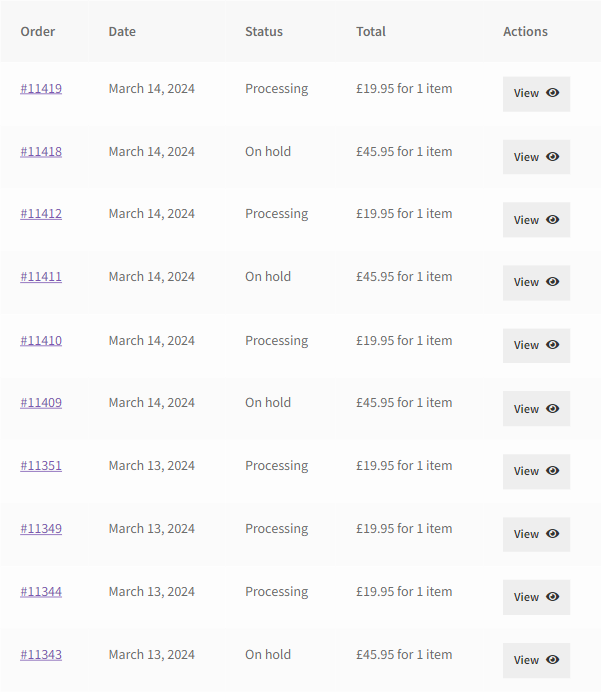 Order Date Status Total Actions
#11419 March 14, 2024 Processing £19.95 for 1 item View
#11418 March 14, 2024 On hold £45.95 for 1 item View
#11412 March 14, 2024 Processing £19.95 for 1 item View
#11411 March 14, 2024 On hold £45.95 for 1 item View
#11410 March 14, 2024 Processing £19.95 for 1 item View
#11409 March 14, 2024 On hold £45.95 for 1 item View
#11351 March 13, 2024 Processing £19.95 for 1 item View
#11349 March 13, 2024 Processing £19.95 for 1 item View
#11344 March 13, 2024 Processing £19.95 for 1 item View
#11343 March 13, 2024 On hold £45.95 for 1 item View